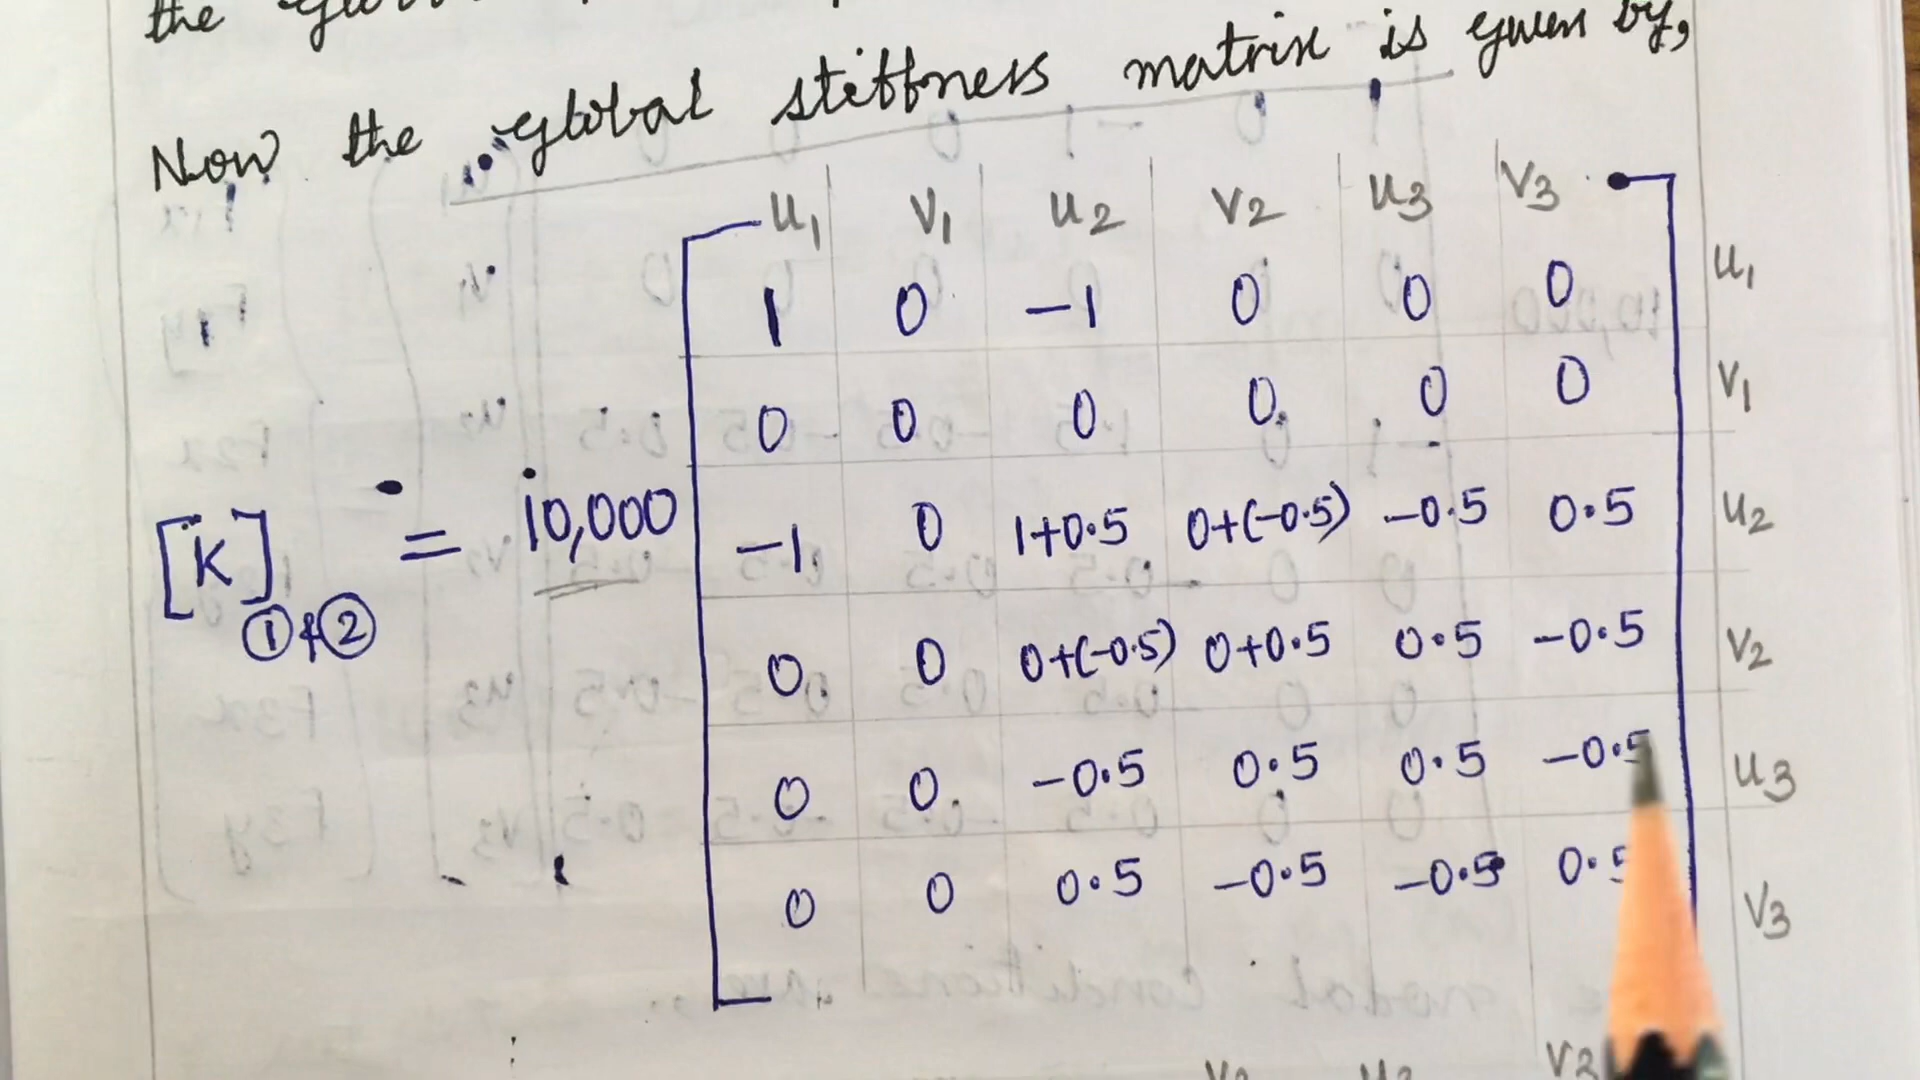 the
Now the global stiffness matrix is given by,
u1 v1 u2 v2 u3 v3
1 0 -1 0 0 0 u1
0 0 0 0 0 0 v1
[K]①&② = 10,000 -1 0 1+0.5 0+(-0.5) -0.5 0.5 u2
0 0 0+(-0.5) 0+0.5 0.5 -0.5 v2
0 0 -0.5 0.5 0.5 -0.5 u3
0 0 0.5 -0.5 -0.5 0.5 v3